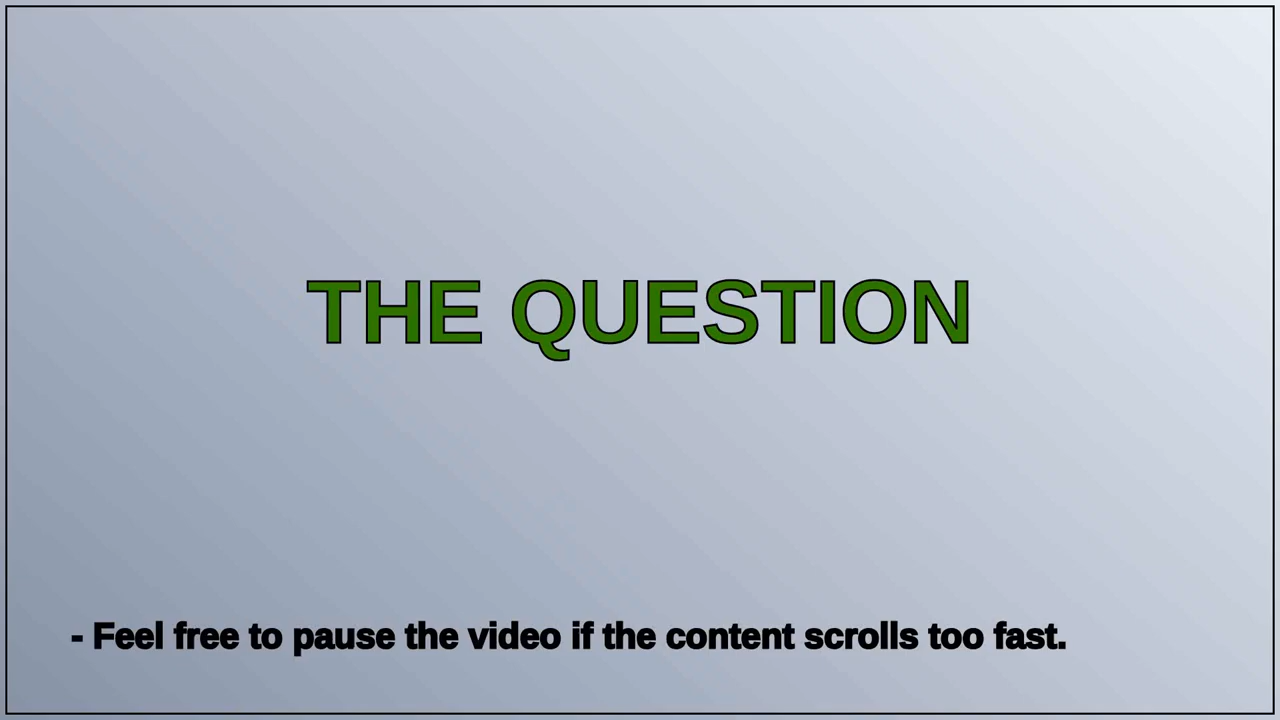 THE QUESTION
- Feel free to pause the video if the content scrolls too fast.